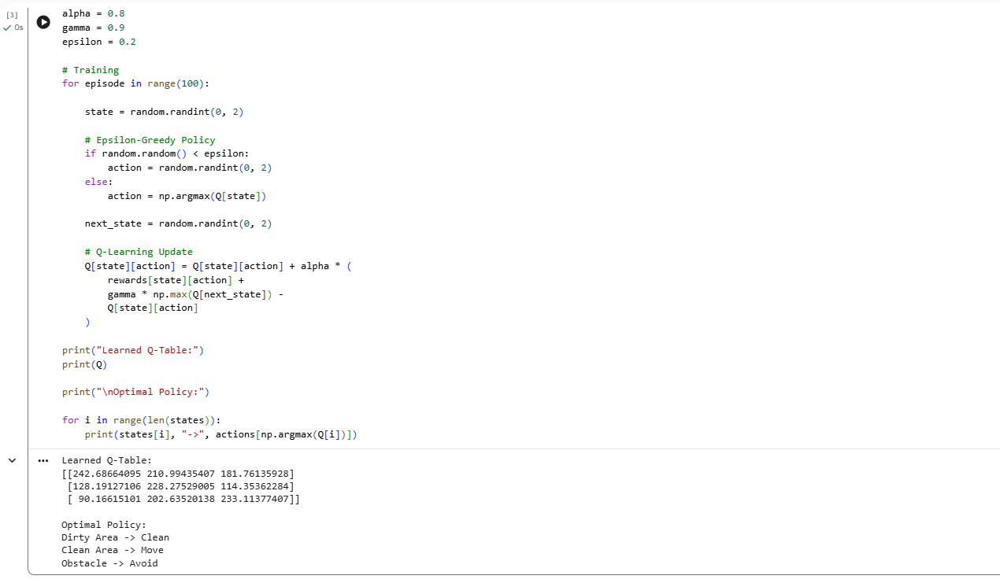 [3]
0s
alpha = 0.8
gamma = 0.9
epsilon = 0.2
# Training
for episode in range(100):
    state = random.randint(0, 2)
    # Epsilon-Greedy Policy
    if random.random() < epsilon:
        action = random.randint(0, 2)
    else:
        action = np.argmax(Q[state])
    next_state = random.randint(0, 2)
    # Q-Learning Update
    Q[state][action] = Q[state][action] + alpha * (
        rewards[state][action] +
        gamma * np.max(Q[next_state]) -
        Q[state][action]
    )
print("Learned Q-Table:")
print(Q)
print("\nOptimal Policy:")
for i in range(len(states)):
    print(states[i], "->", actions[np.argmax(Q[i])])
Learned Q-Table:
[[242.68664095 210.99435407 181.76135928]
 [128.19127106 228.27529005 114.35362284]
 [ 90.16615101 202.63520138 233.11377407]]
Optimal Policy:
Dirty Area -> Clean
Clean Area -> Move
Obstacle -> Avoid